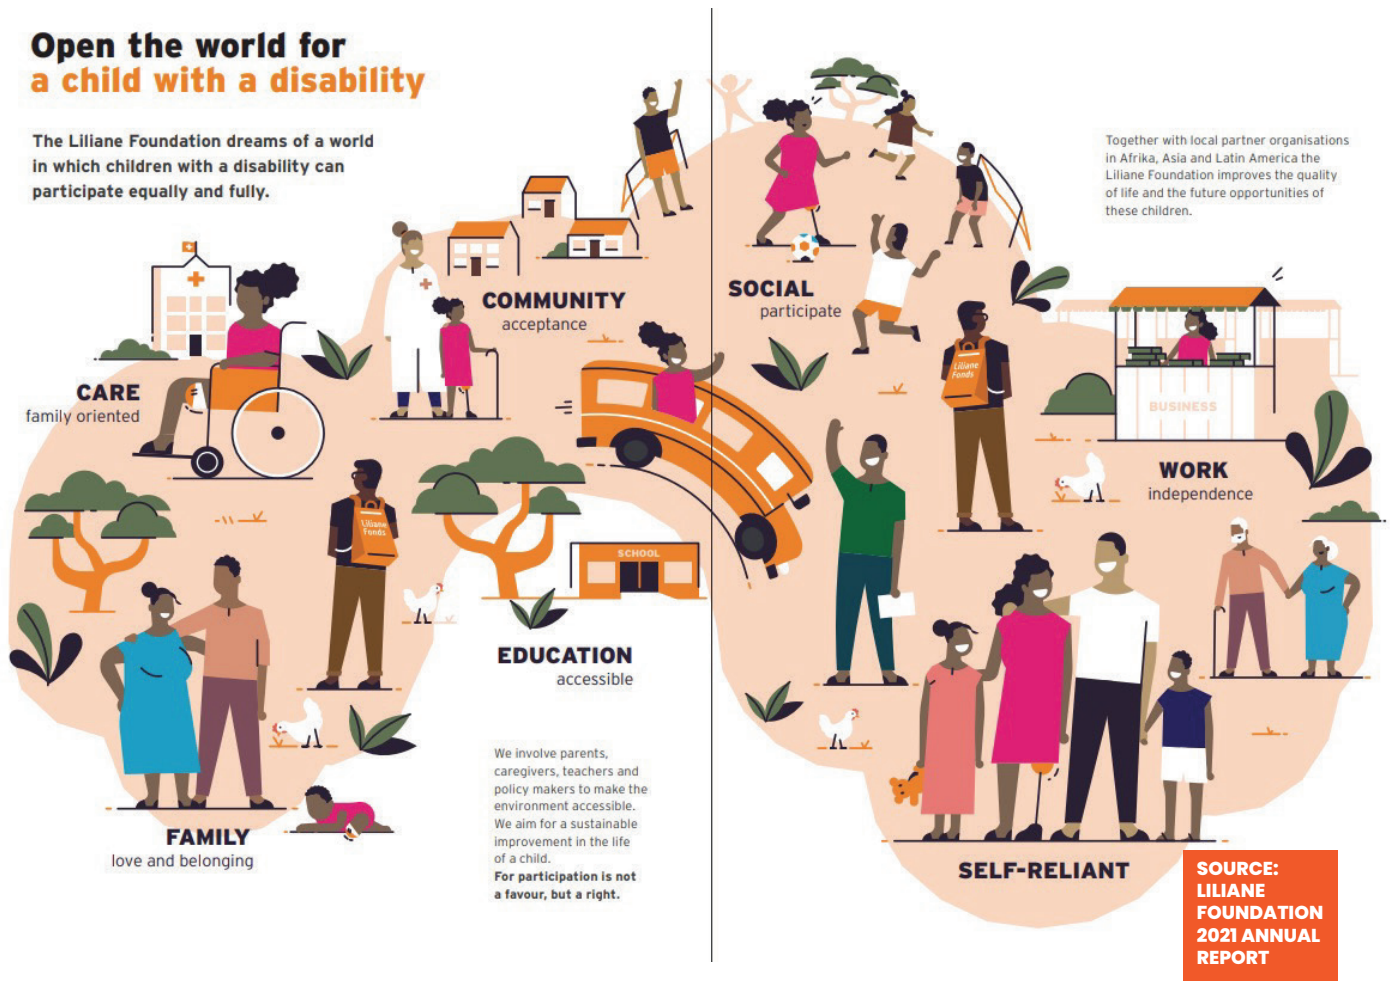 Open the world for
a child with a disability
The Liliane Foundation dreams of a world
in which children with a disability can
participate equally and fully.
Together with local partner organisations
in Afrika, Asia and Latin America the
Liliane Foundation improves the quality
of life and the future opportunities of
these children.
COMMUNITY
acceptance
SOCIAL
participate
CARE
family oriented
Liliane
Fonds
BUSINESS
WORK
independence
Liliane
Fonds
SCHOOL
EDUCATION
accessible
We involve parents,
caregivers, teachers and
policy makers to make the
environment accessible.
We aim for a sustainable
improvement in the life
of a child.
For participation is not
a favour, but a right.
FAMILY
love and belonging
SELF-RELIANT
SOURCE:
LILIANE
FOUNDATION
2021 ANNUAL
REPORT